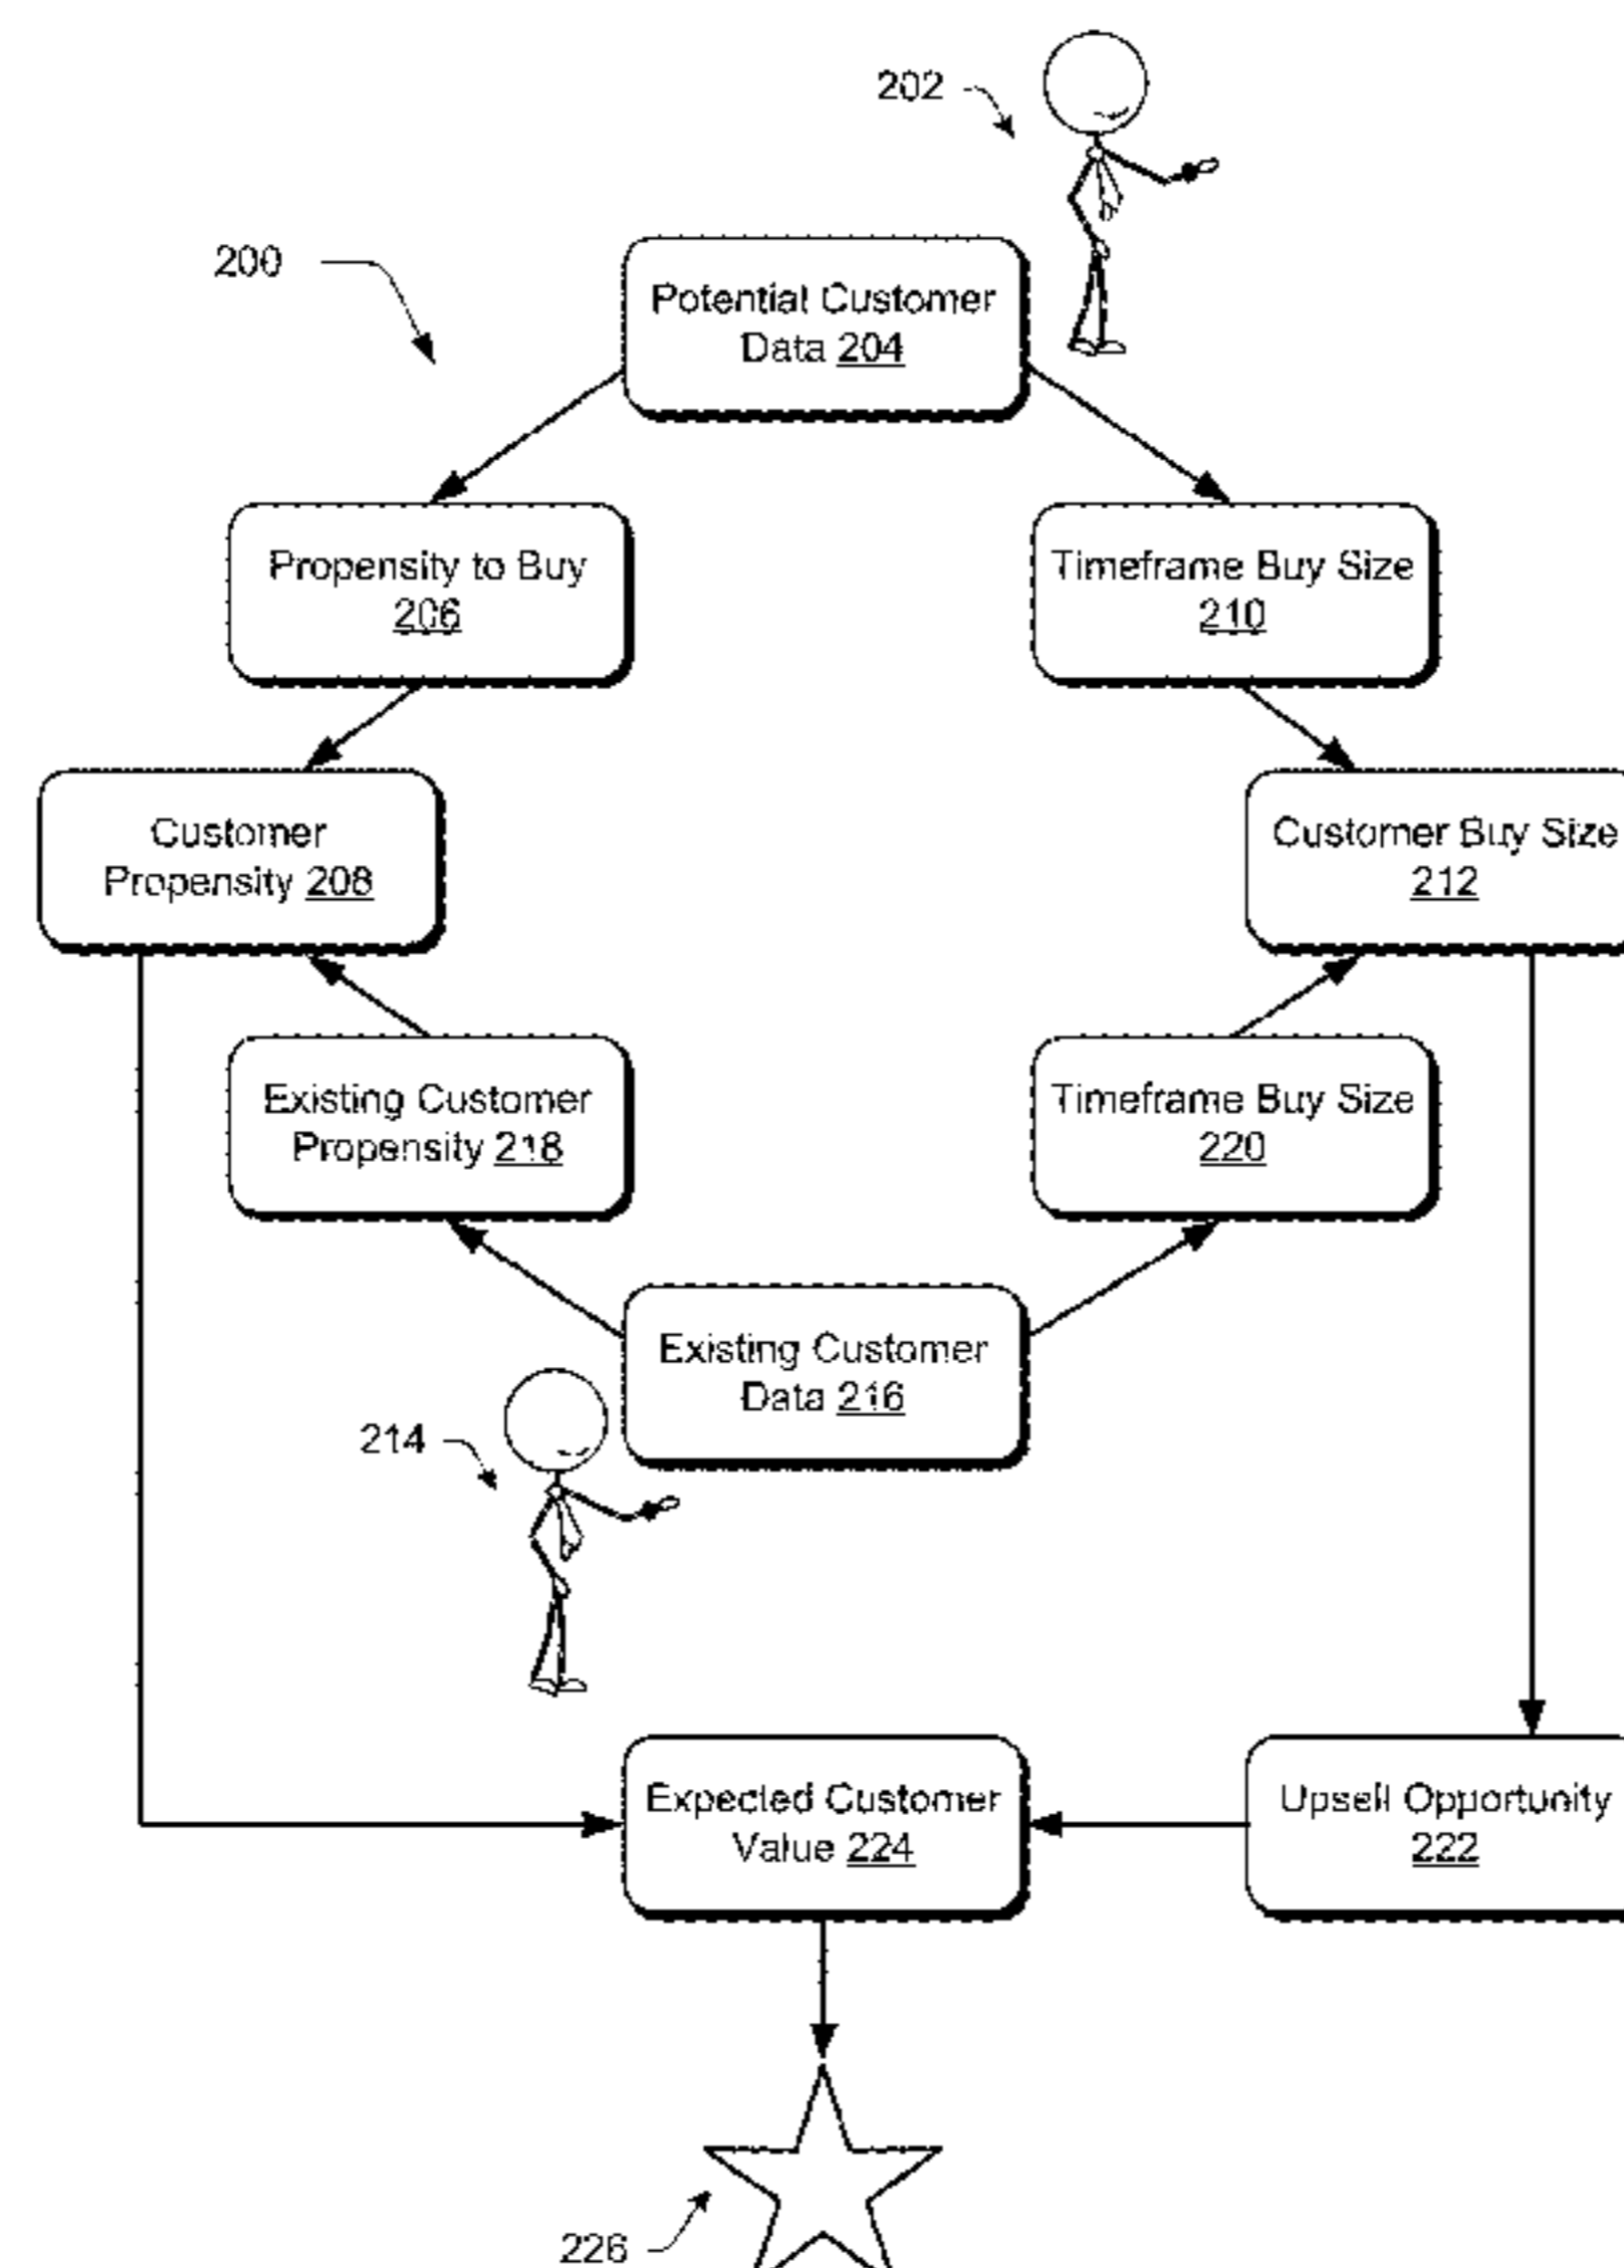 202
200
Potential Customer
Data 204
Propensity to Buy
206
Timeframe Buy Size
210
Customer
Propensity 208
Customer Buy Size
212
Existing Customer
Propensity 218
Timeframe Buy Size
220
Existing Customer
Data 216
214
Expected Customer
Value 224
Upsell Opportunity
222
226